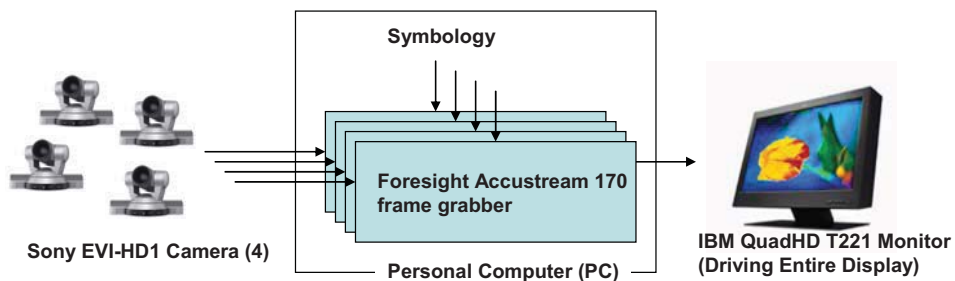 Symbology
Foresight Accustream 170
frame grabber
Sony EVI-HD1 Camera (4)
Personal Computer (PC)
IBM QuadHD T221 Monitor
(Driving Entire Display)